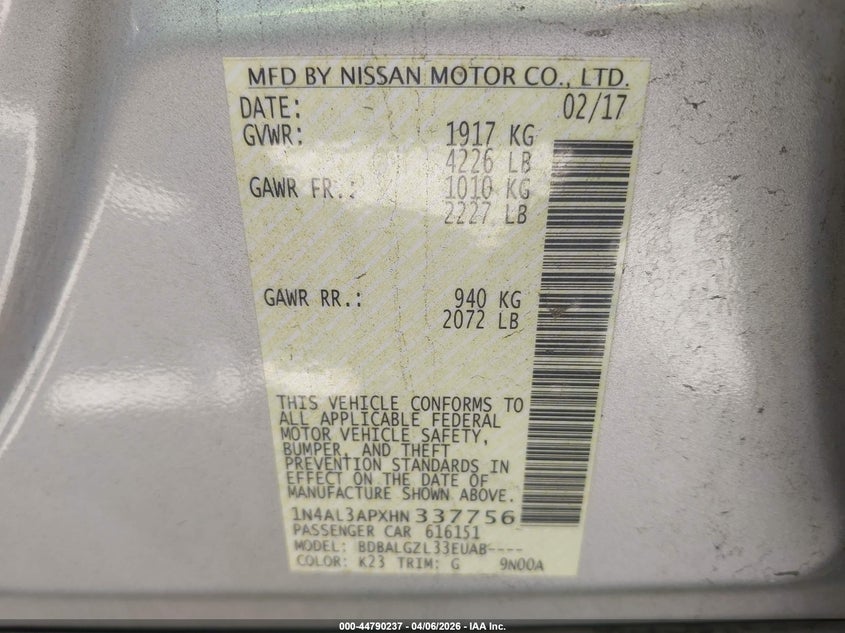 MFD BY NISSAN MOTOR CO., LTD.
DATE: 02/17
GVWR: 1917 KG
4226 LB
GAWR FR.: 1010 KG
2227 LB
GAWR RR.: 940 KG
2072 LB
THIS VEHICLE CONFORMS TO
ALL APPLICABLE FEDERAL
MOTOR VEHICLE SAFETY,
BUMPER, AND THEFT
PREVENTION STANDARDS IN
EFFECT ON THE DATE OF
MANUFACTURE SHOWN ABOVE.
1N4AL3APXHN337756
PASSENGER CAR 616151
MODEL: BDBALGZL33EUAB----
COLOR: K23 TRIM: G 9N00A
000-44790237 - 04/06/2026 - IAA Inc.